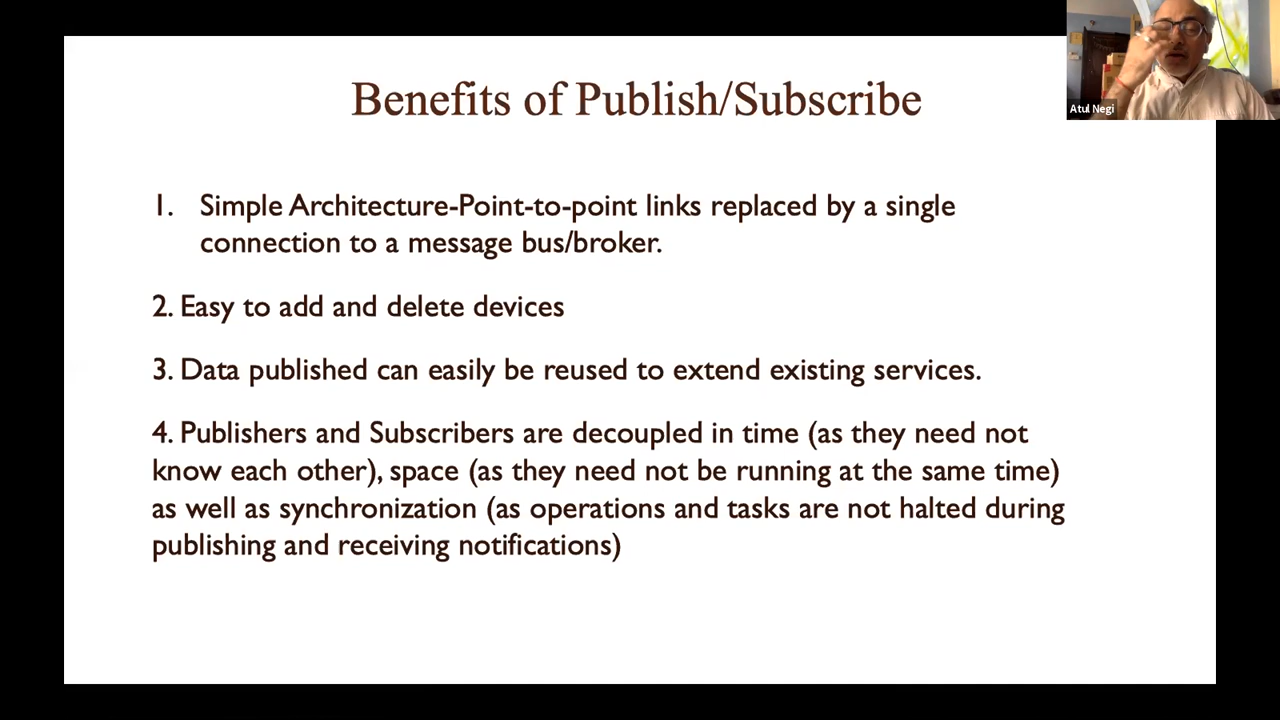 Benefits of Publish/Subscribe
Atul Negi
1. Simple Architecture-Point-to-point links replaced by a single
connection to a message bus/broker.
2. Easy to add and delete devices
3. Data published can easily be reused to extend existing services.
4. Publishers and Subscribers are decoupled in time (as they need not
know each other), space (as they need not be running at the same time)
as well as synchronization (as operations and tasks are not halted during
publishing and receiving notifications)